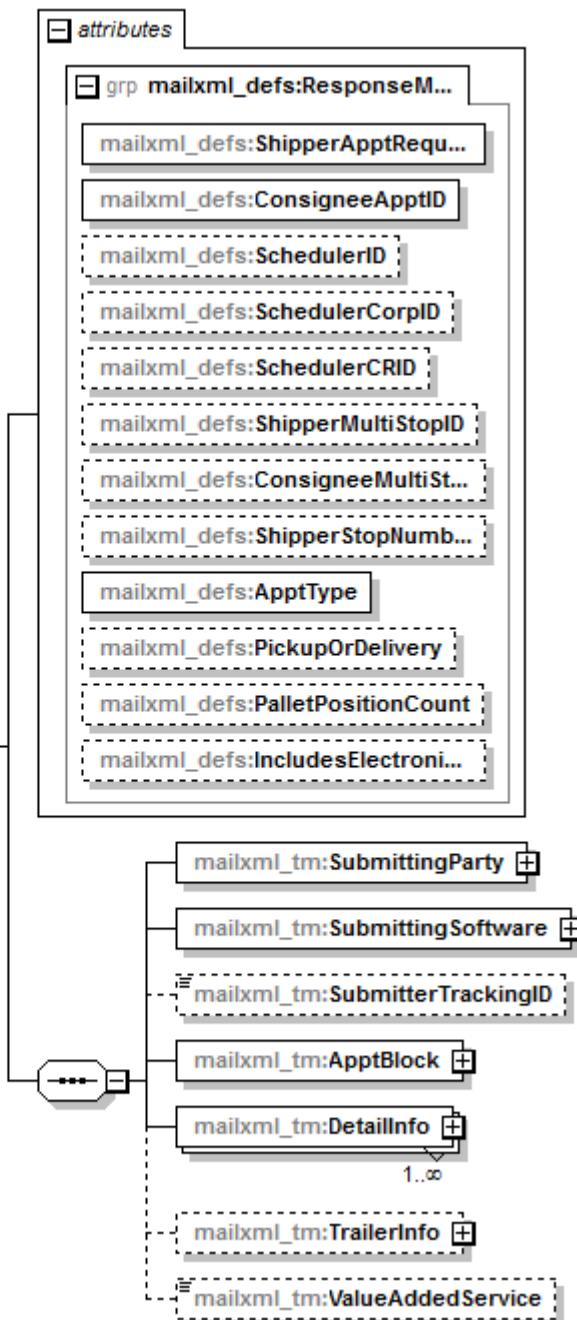 attributes
grp mailxml_defs:ResponseM...
mailxml_defs:ShipperApptRequ...
mailxml_defs:ConsigneeApptID
mailxml_defs:SchedulerID
mailxml_defs:SchedulerCorpID
mailxml_defs:SchedulerCRID
mailxml_defs:ShipperMultiStopID
mailxml_defs:ConsigneeMultiSt...
mailxml_defs:ShipperStopNumb...
mailxml_defs:ApptType
mailxml_defs:PickupOrDelivery
mailxml_defs:PalletPositionCount
mailxml_defs:IncludesElectroni...
mailxml_tm:SubmittingParty
mailxml_tm:SubmittingSoftware
mailxml_tm:SubmitterTrackingID
mailxml_tm:ApptBlock
mailxml_tm:DetailInfo
1..∞
mailxml_tm:TrailerInfo
mailxml_tm:ValueAddedService